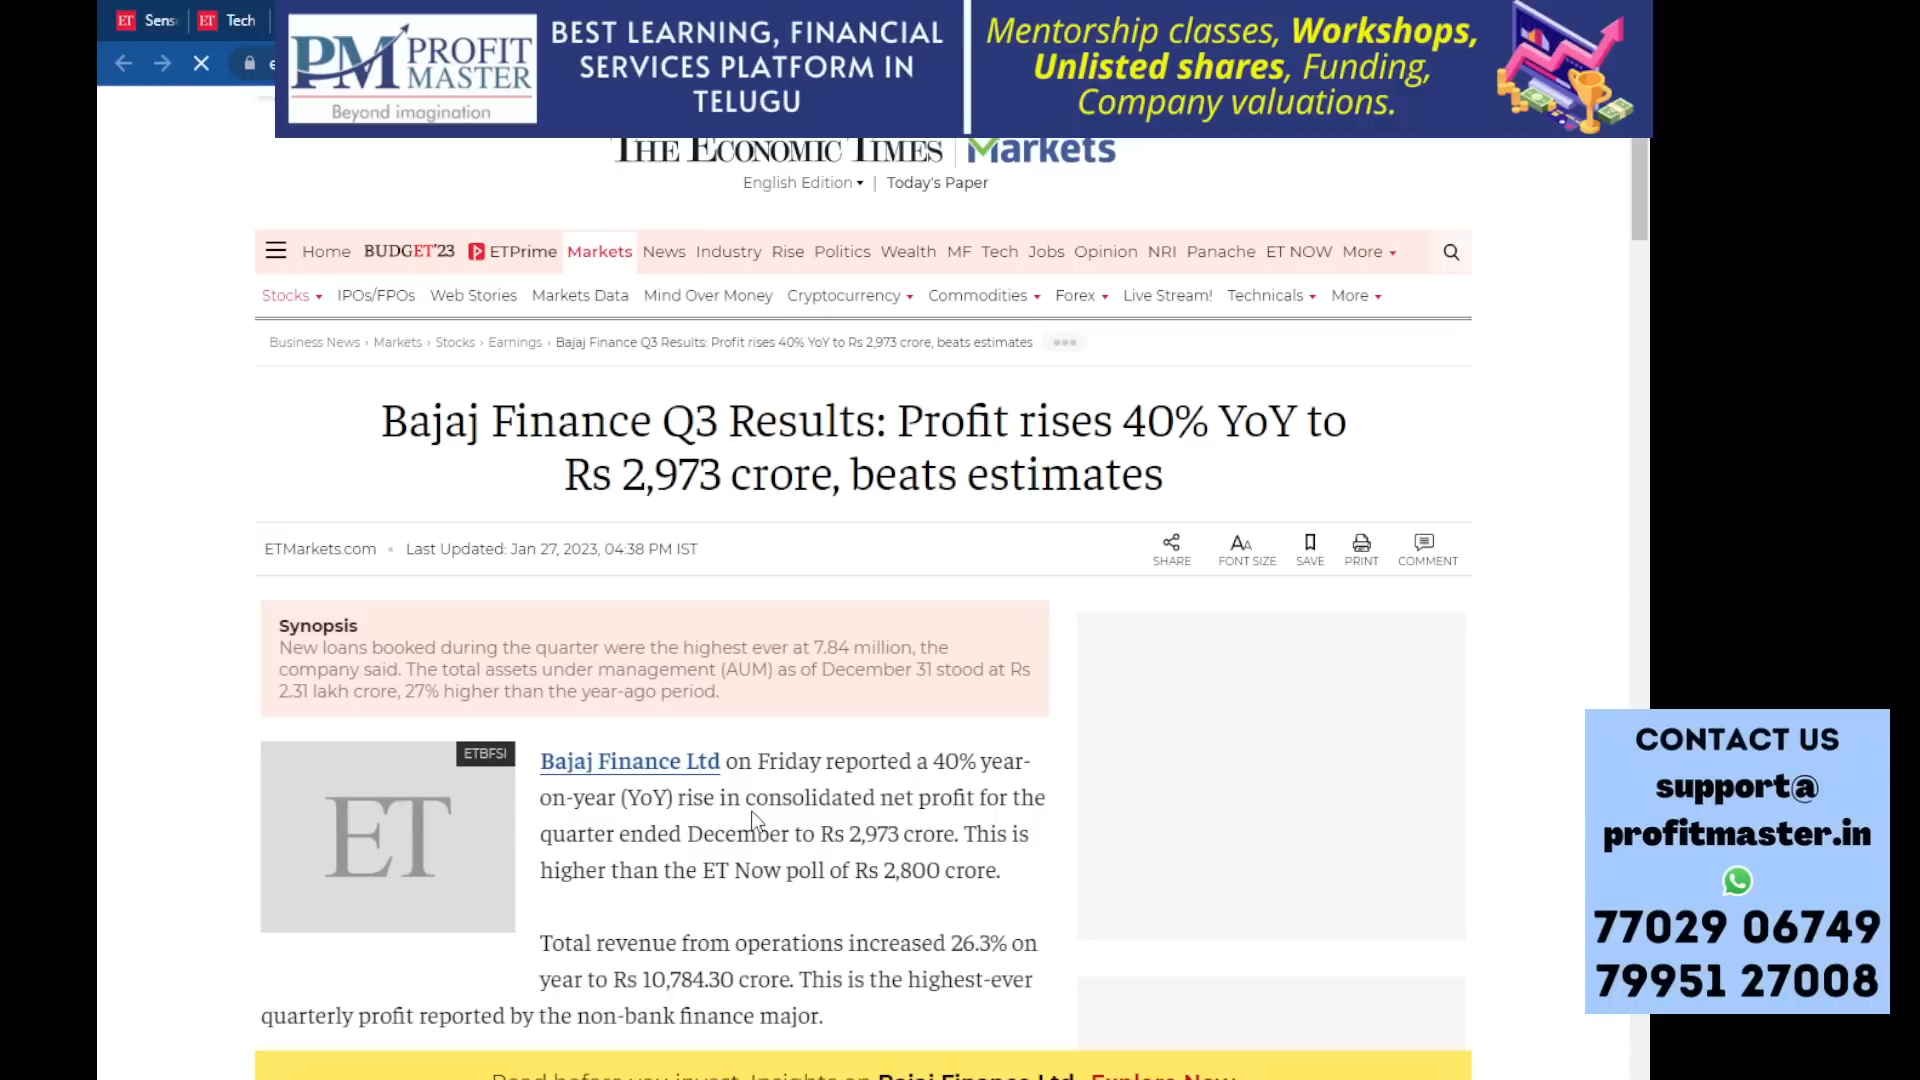 Sens
Tech
PM PROFIT MASTER
Beyond imagination
BEST LEARNING, FINANCIAL
SERVICES PLATFORM IN
TELUGU
Mentorship classes, Workshops,
Unlisted shares, Funding,
Company valuations.
THE ECONOMIC TIMES | Markets
English Edition | Today's Paper
Home BUDGET'23 ETPrime Markets News Industry Rise Politics Wealth MF Tech Jobs Opinion NRI Panache ET NOW More
Stocks IPOs/FPOs Web Stories Markets Data Mind Over Money Cryptocurrency Commodities Forex Live Stream! Technicals More
Business News › Markets › Stocks › Earnings › Bajaj Finance Q3 Results: Profit rises 40% YoY to Rs 2,973 crore, beats estimates
Bajaj Finance Q3 Results: Profit rises 40% YoY to
Rs 2,973 crore, beats estimates
ETMarkets.com • Last Updated: Jan 27, 2023, 04:38 PM IST
SHARE FONT SIZE SAVE PRINT COMMENT
Synopsis
New loans booked during the quarter were the highest ever at 7.84 million, the
company said. The total assets under management (AUM) as of December 31 stood at Rs
2.31 lakh crore, 27% higher than the year-ago period.
ETBFSI
ET
Bajaj Finance Ltd on Friday reported a 40% year-
on-year (YoY) rise in consolidated net profit for the
quarter ended December to Rs 2,973 crore. This is
higher than the ET Now poll of Rs 2,800 crore.
Total revenue from operations increased 26.3% on
year to Rs 10,784.30 crore. This is the highest-ever
quarterly profit reported by the non-bank finance major.
Read before you invest. Insights on Bajaj Finance Ltd. Explore Now
CONTACT US
support@
profitmaster.in
77029 06749
79951 27008